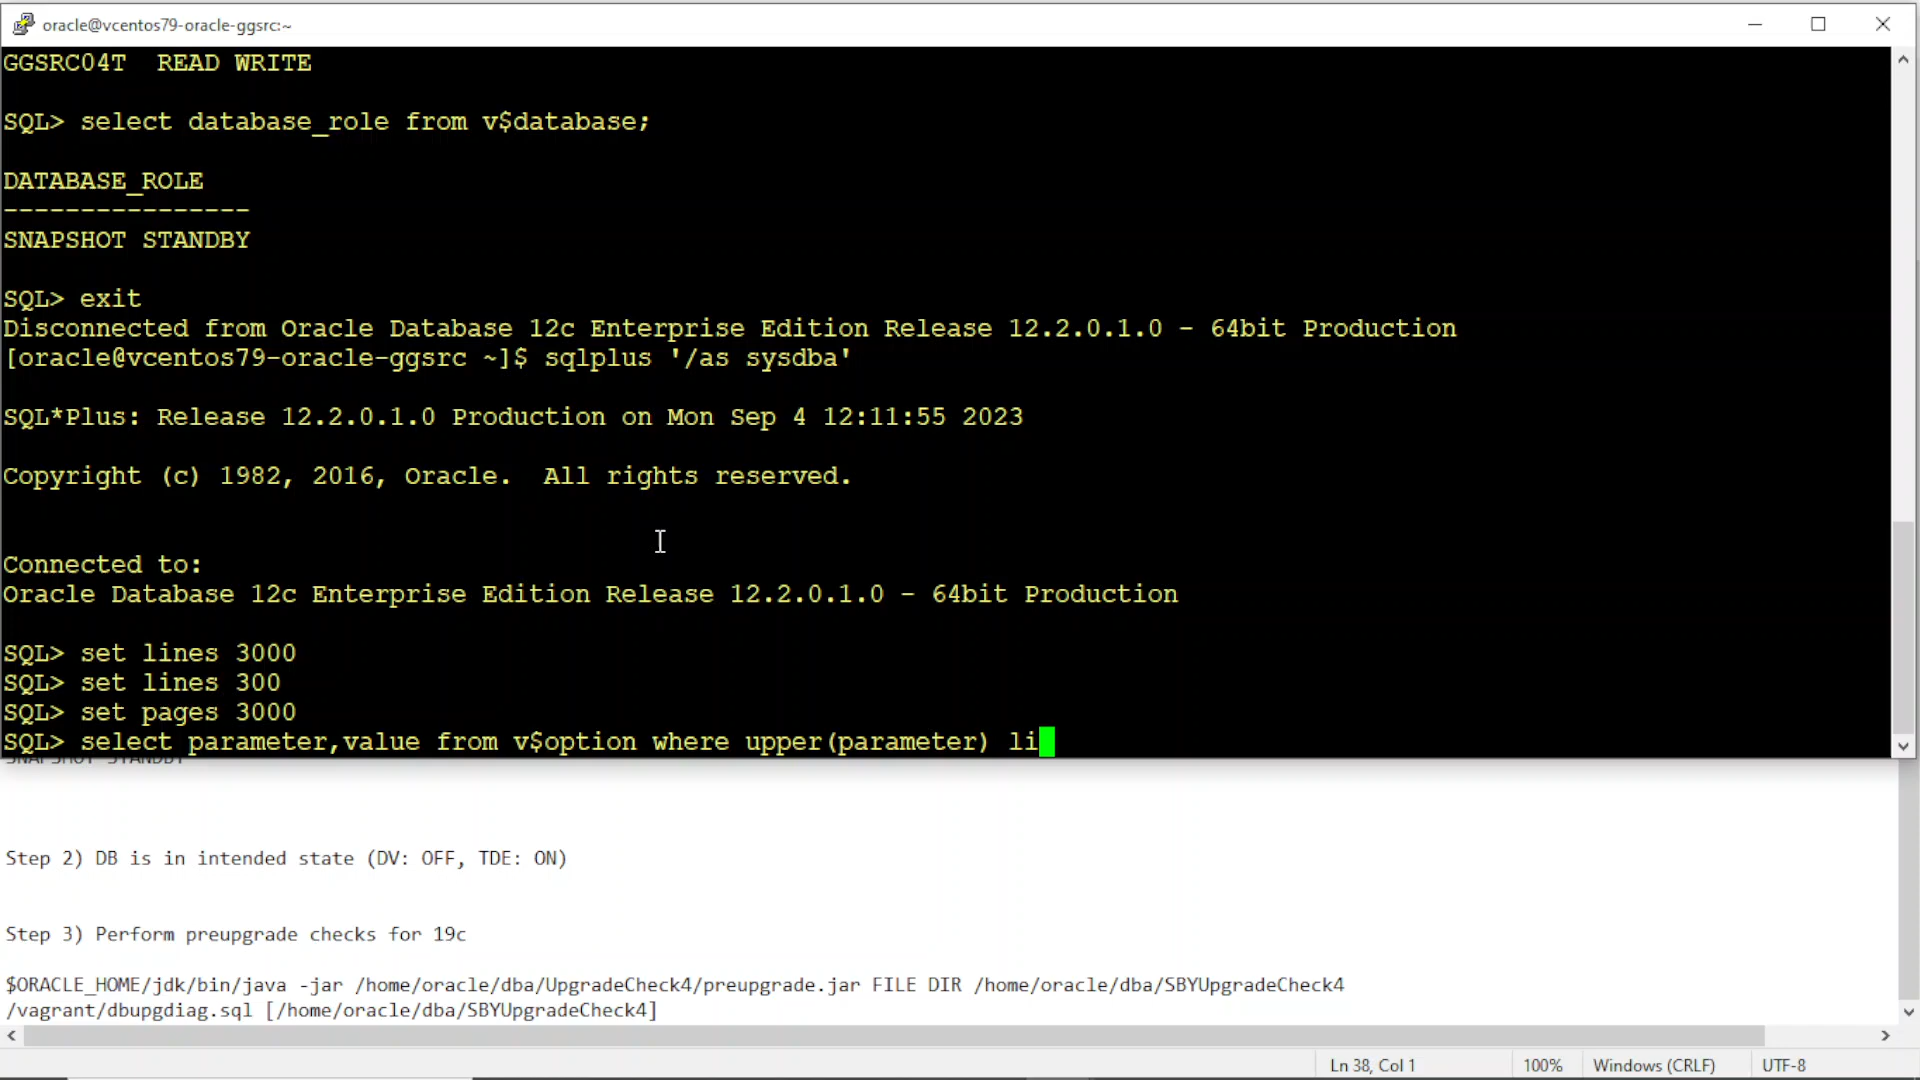 oracle@vcentos79-oracle-ggsrc:~
GGSRC04T  READ WRITE
SQL> select database_role from v$database;
DATABASE_ROLE
----------------
SNAPSHOT STANDBY
SQL> exit
Disconnected from Oracle Database 12c Enterprise Edition Release 12.2.0.1.0 - 64bit Production
[oracle@vcentos79-oracle-ggsrc ~]$ sqlplus '/as sysdba'
SQL*Plus: Release 12.2.0.1.0 Production on Mon Sep 4 12:11:55 2023
Copyright (c) 1982, 2016, Oracle.  All rights reserved.
Connected to:
Oracle Database 12c Enterprise Edition Release 12.2.0.1.0 - 64bit Production
SQL> set lines 3000
SQL> set lines 300
SQL> set pages 3000
SQL> select parameter,value from v$option where upper(parameter) li
SNAPSHOT STANDBY
Step 2) DB is in intended state (DV: OFF, TDE: ON)
Step 3) Perform preupgrade checks for 19c
$ORACLE_HOME/jdk/bin/java -jar /home/oracle/dba/UpgradeCheck4/preupgrade.jar FILE DIR /home/oracle/dba/SBYUpgradeCheck4
/vagrant/dbupgdiag.sql [/home/oracle/dba/SBYUpgradeCheck4]
Ln 38, Col 1
100%
Windows (CRLF)
UTF-8